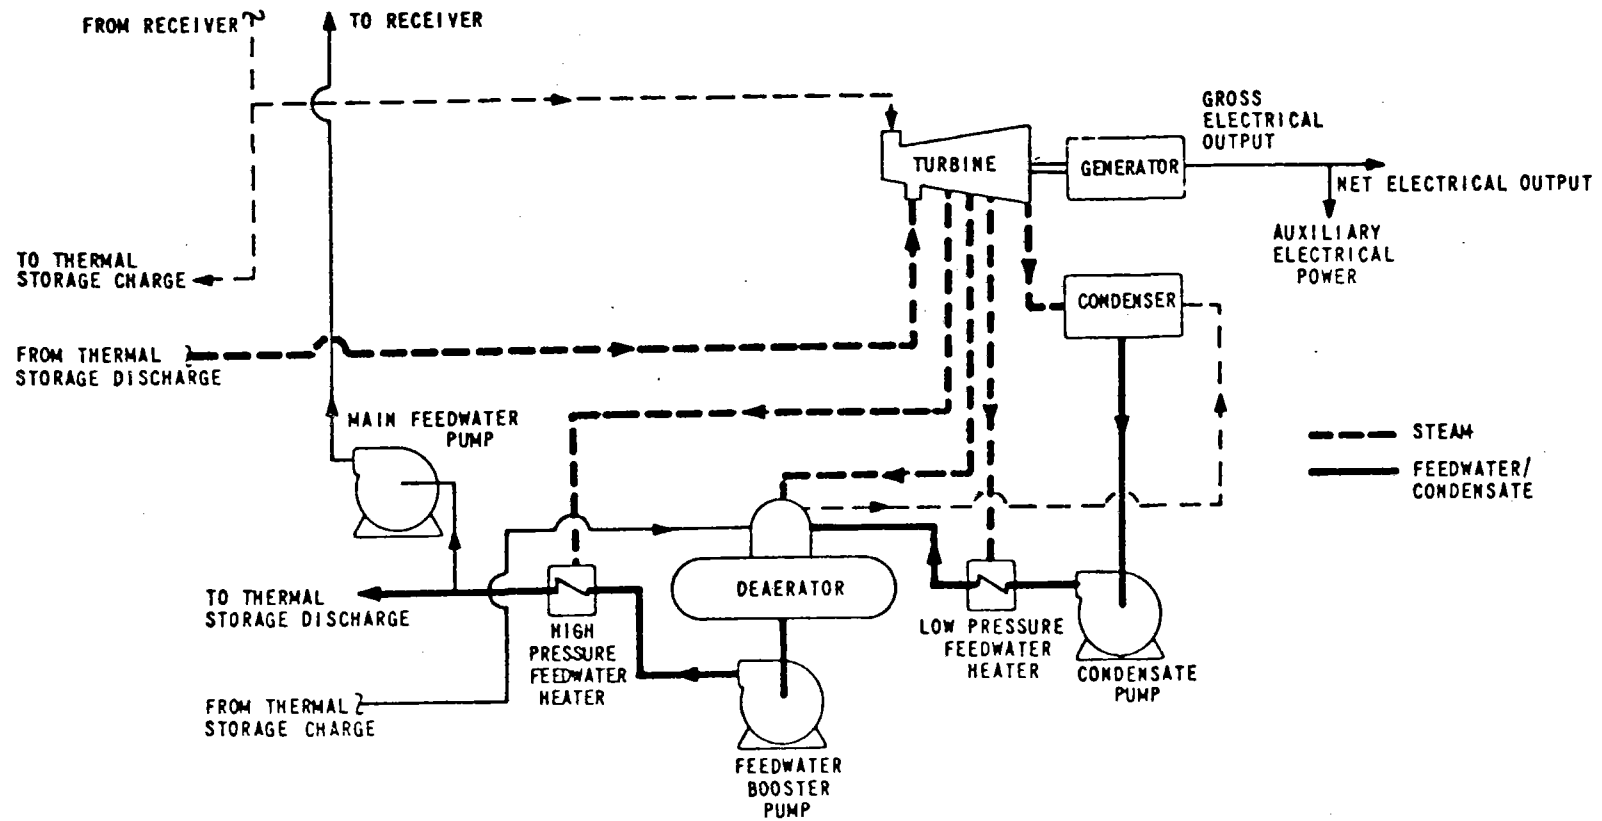 FROM RECEIVER
TO RECEIVER
GROSS
ELECTRICAL
OUTPUT
TURBINE
GENERATOR
NET ELECTRICAL OUTPUT
AUXILIARY
ELECTRICAL
POWER
TO THERMAL
STORAGE CHARGE
CONDENSER
FROM THERMAL
STORAGE DISCHARGE
MAIN FEEDWATER
PUMP
STEAM
FEEDWATER/
CONDENSATE
DEAERATOR
TO THERMAL
STORAGE DISCHARGE
HIGH
PRESSURE
FEEDWATER
HEATER
LOW PRESSURE
FEEDWATER
HEATER
CONDENSATE
PUMP
FROM THERMAL
STORAGE CHARGE
FEEDWATER
BOOSTER
PUMP